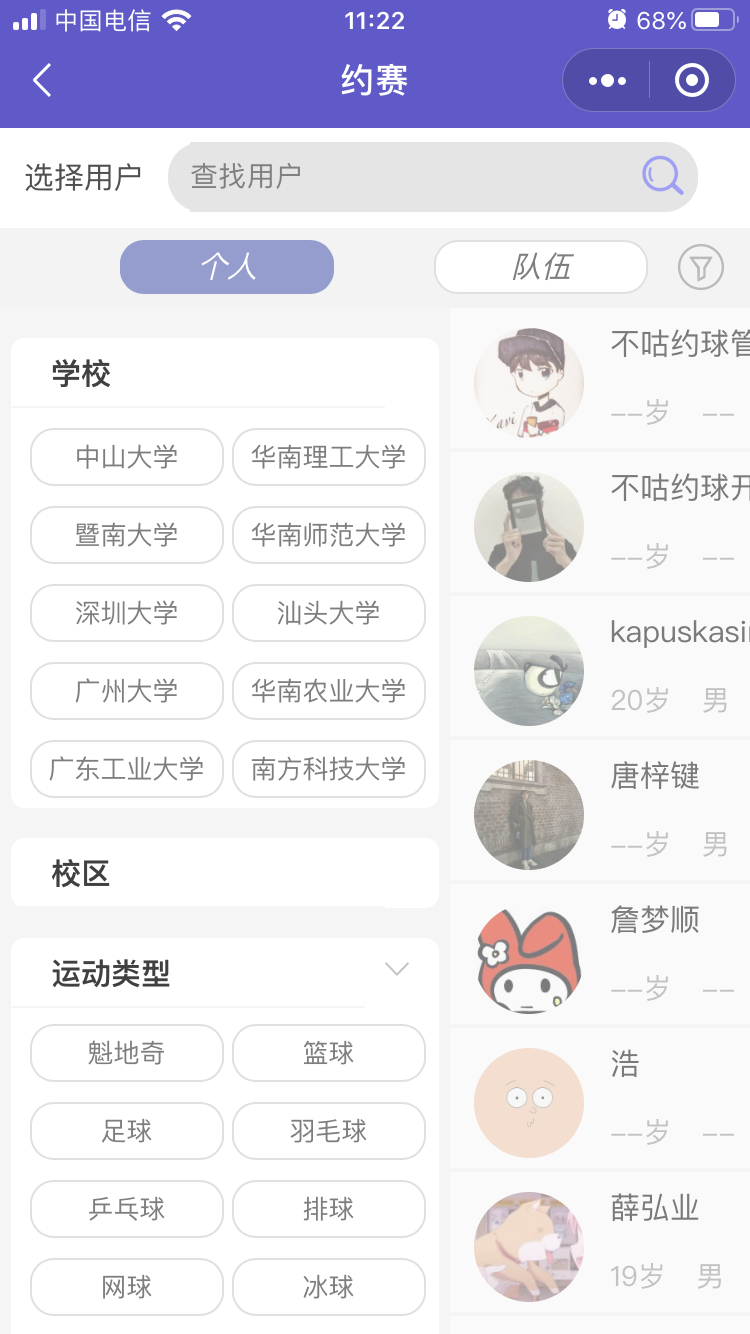 中国电信
11:22
68%
约赛
选择用户
查找用户
个人
队伍
学校
中山大学
华南理工大学
暨南大学
华南师范大学
深圳大学
汕头大学
广州大学
华南农业大学
广东工业大学
南方科技大学
校区
运动类型
魁地奇
篮球
足球
羽毛球
乒乓球
排球
网球
冰球
不咕约球管
--岁 --
不咕约球开
--岁 --
kapuskasi
20岁 男
唐梓键
--岁 男
詹梦顺
--岁 --
浩
--岁 --
薛弘业
19岁 男